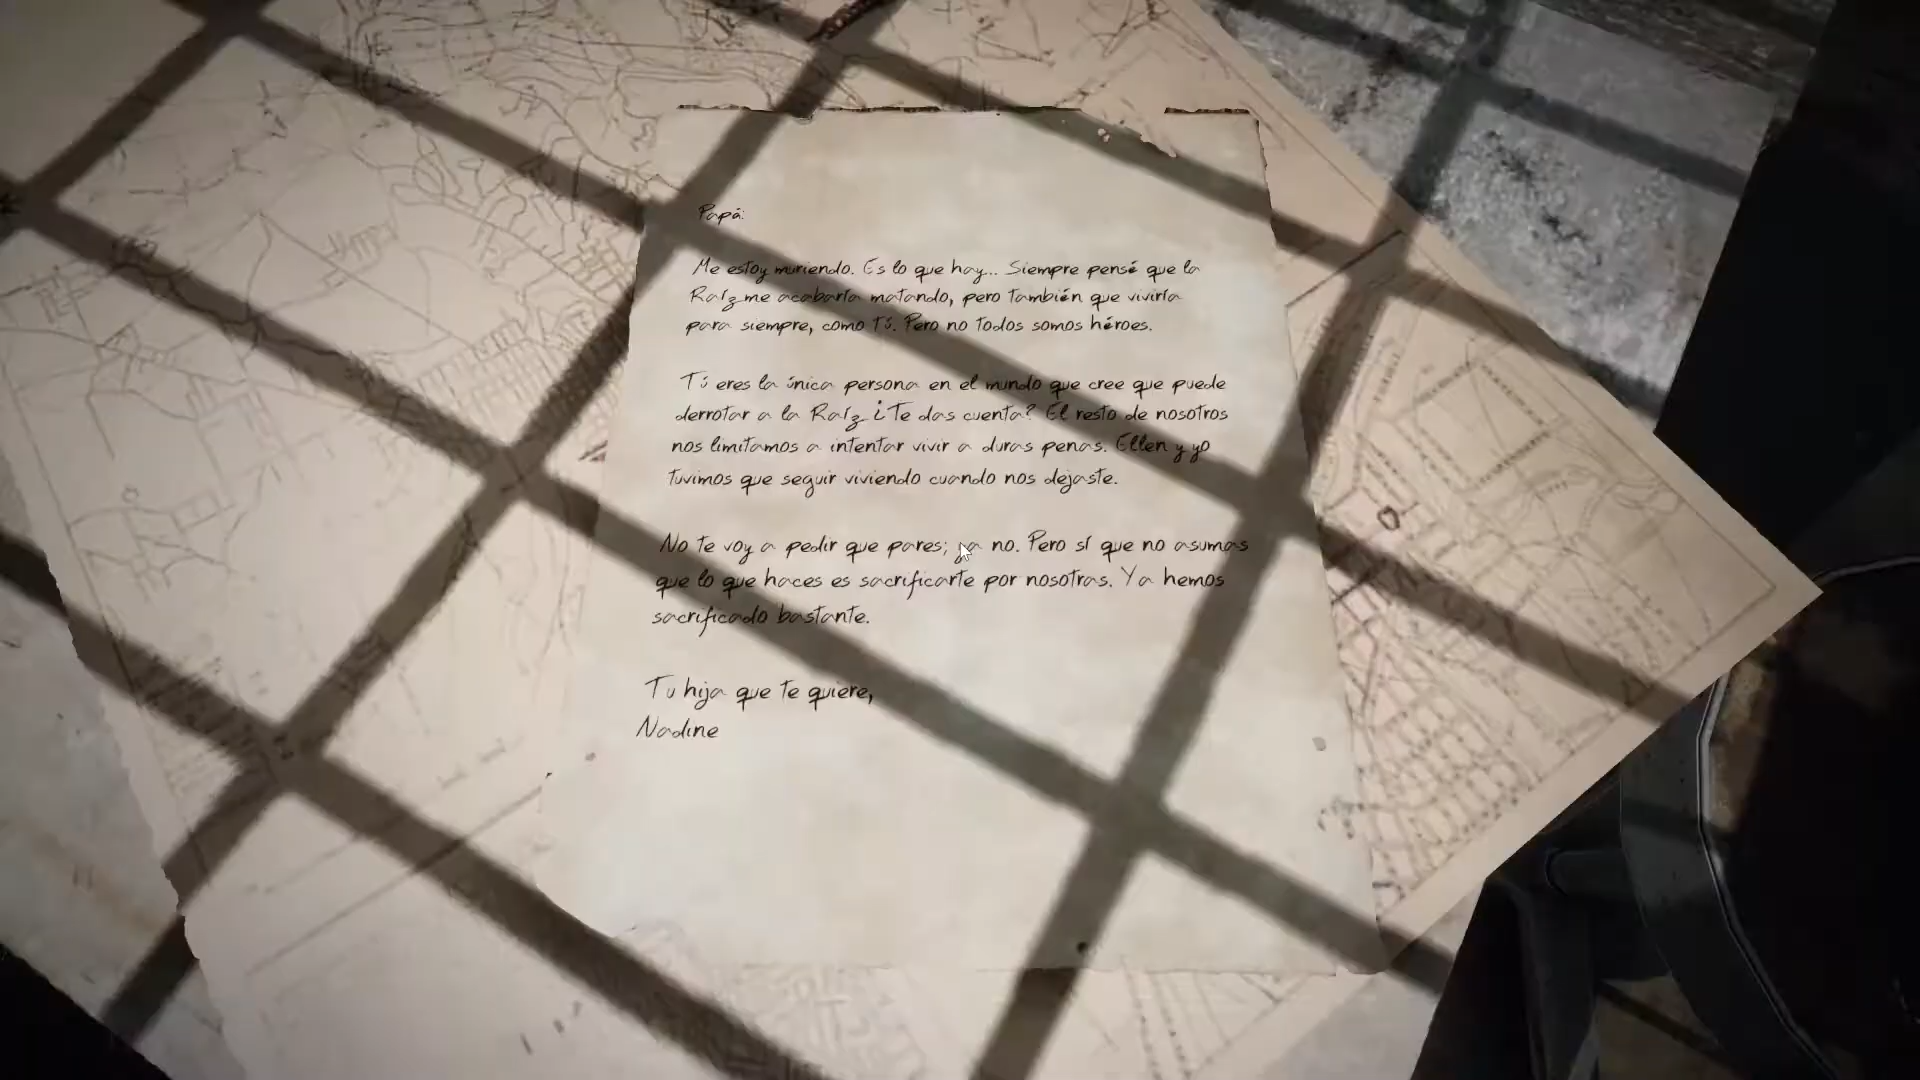 Papá:
Me estoy muriendo. Es lo que hay... Siempre pensé que la
Raíz me acabaría matando, pero también que viviría
para siempre, como tú. Pero no todos somos héroes.
Tú eres la única persona en el mundo que cree que puede
derrotar a la Raíz ¿Te das cuenta? El resto de nosotros
nos limitamos a intentar vivir a duras penas. Ellen y yo
tuvimos que seguir viviendo cuando nos dejaste.
No te voy a pedir que pares; ya no. Pero sí que no asumas
que lo que haces es sacrificarte por nosotras. Ya hemos
sacrificado bastante.
Tu hija que te quiere,
Nadine